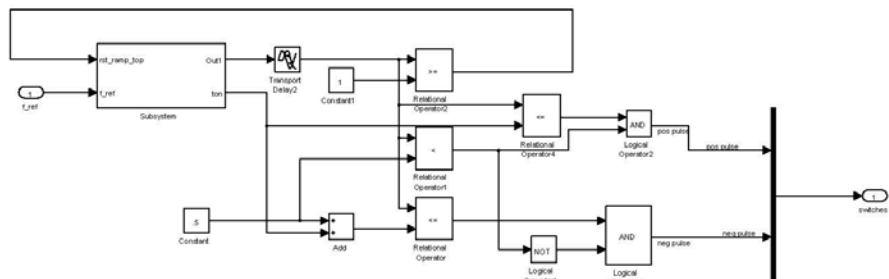 rst_ramp_top
Out1
f_ref
ton
Subsystem
1
f_ref
Transport
Delay2
1
Constant1
>=
Relational
Operator2
<=
Relational
Operator4
AND
Logical
Operator2
pos pulse
pos pulse
<
Relational
Operator1
.5
Constant
Add
<=
Relational
Operator
NOT
Logical
AND
Logical
neg pulse
neg pulse
1
switches